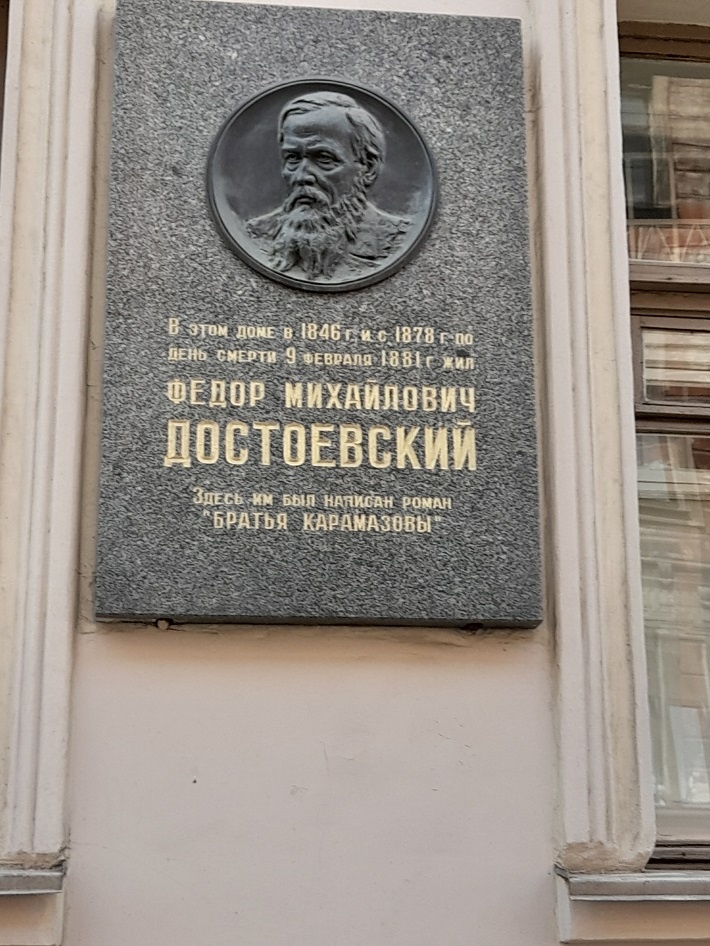 В этом доме в 1846 г. и с 1878 г. по
день смерти 9 февраля 1881 г. жил
ФЕДОР МИХАЙЛОВИЧ
ДОСТОЕВСКИЙ
Здесь им был написан роман
"БРАТЬЯ КАРАМАЗОВЫ"